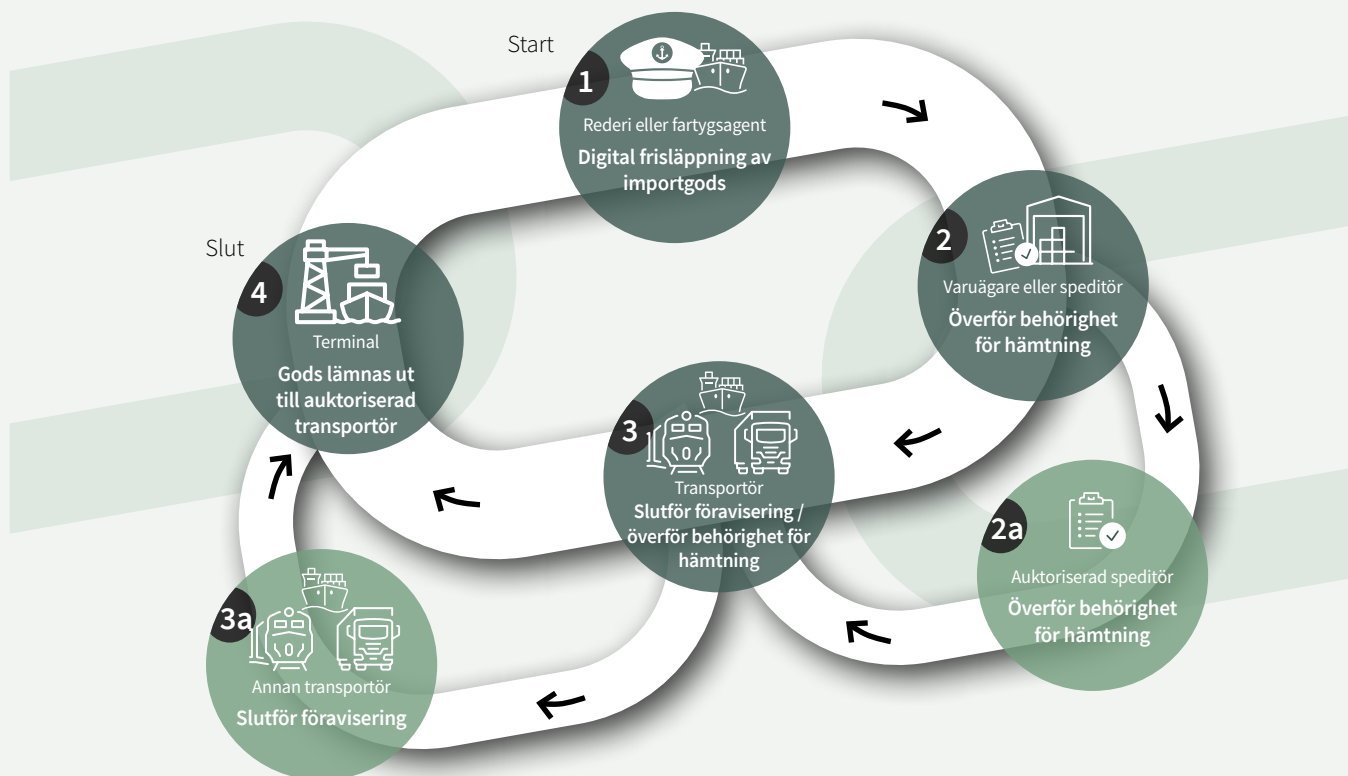 Start
1
Rederi eller fartygsagent
Digital frisläppning av
importgods
2
Varuägare eller speditör
Överför behörighet
för hämtning
2a
Auktoriserad speditör
Överför behörighet
för hämtning
3
Transportör
Slutför föravisering /
överför behörighet för
hämtning
3a
Annan transportör
Slutför föravisering
Slut
4
Terminal
Gods lämnas ut
till auktoriserad
transportör